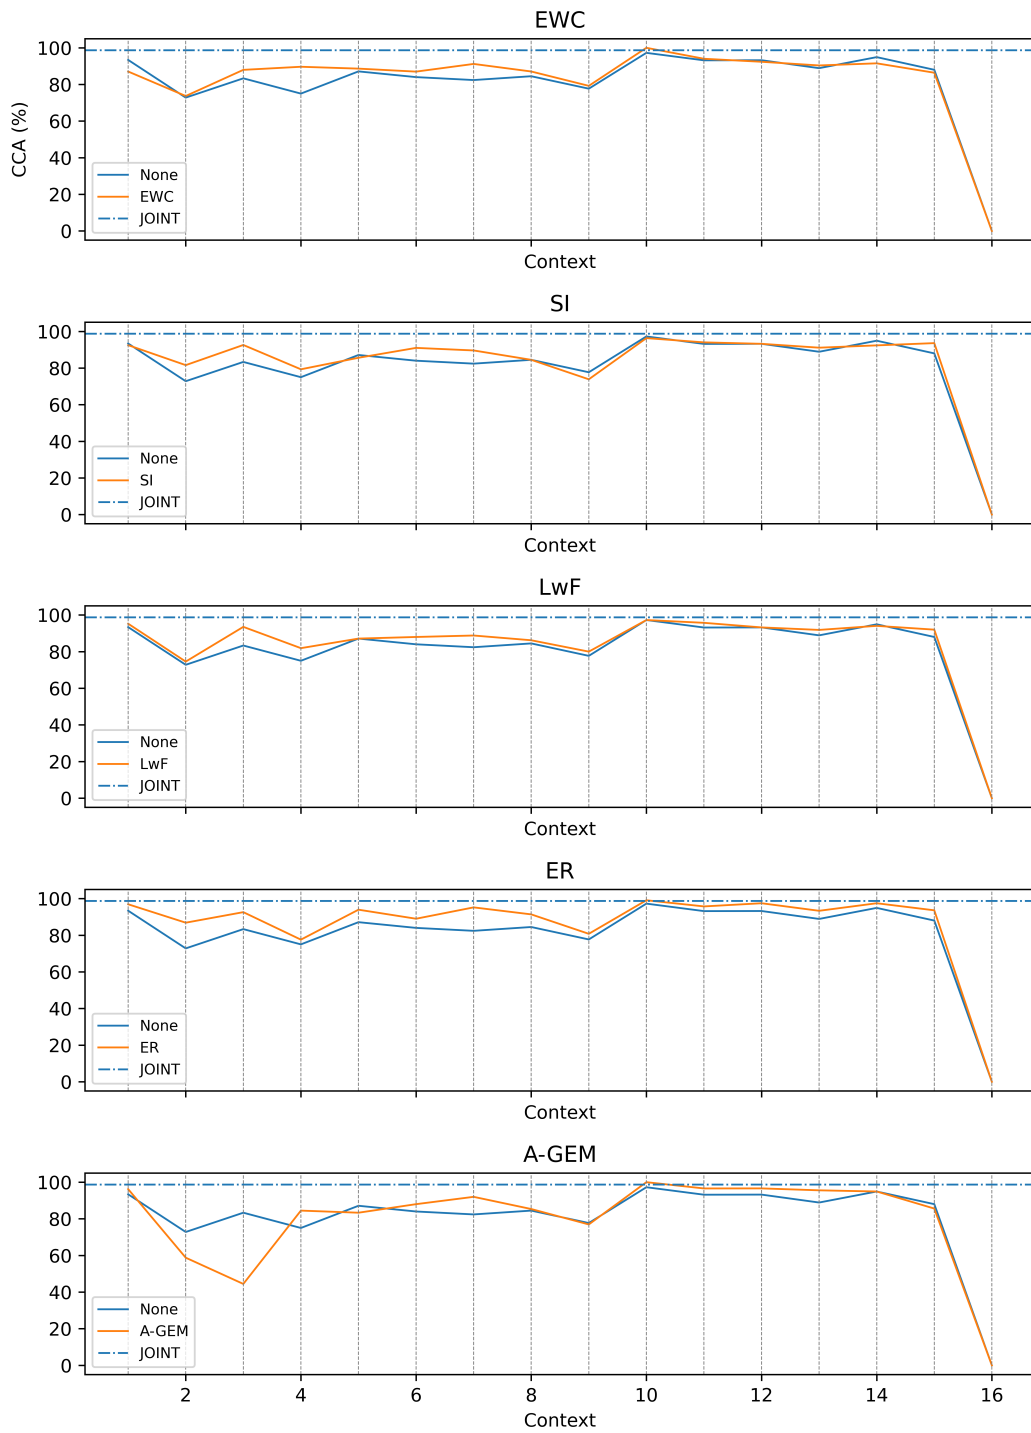 EWC
100
80
60
40
20
0
CCA (%)
None
EWC
JOINT
Context
SI
100
80
60
40
20
0
None
SI
JOINT
Context
LwF
100
80
60
40
20
0
None
LwF
JOINT
Context
ER
100
80
60
40
20
0
None
ER
JOINT
Context
A-GEM
100
80
60
40
20
0
None
A-GEM
JOINT
2 4 6 8 10 12 14 16
Context